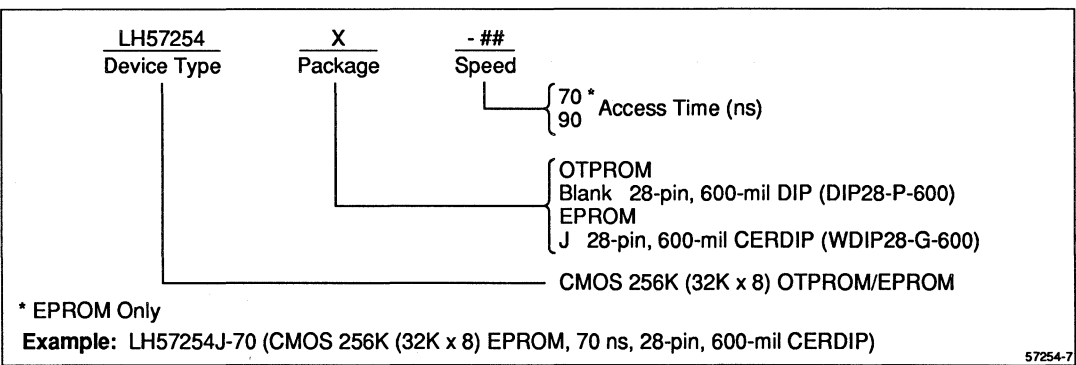 LH57254 X - ##
Device Type Package Speed
70 * Access Time (ns)
90
OTPROM
Blank 28-pin, 600-mil DIP (DIP28-P-600)
EPROM
J 28-pin, 600-mil CERDIP (WDIP28-G-600)
CMOS 256K (32K x 8) OTPROM/EPROM
* EPROM Only
Example: LH57254J-70 (CMOS 256K (32K x 8) EPROM, 70 ns, 28-pin, 600-mil CERDIP)
57254-7